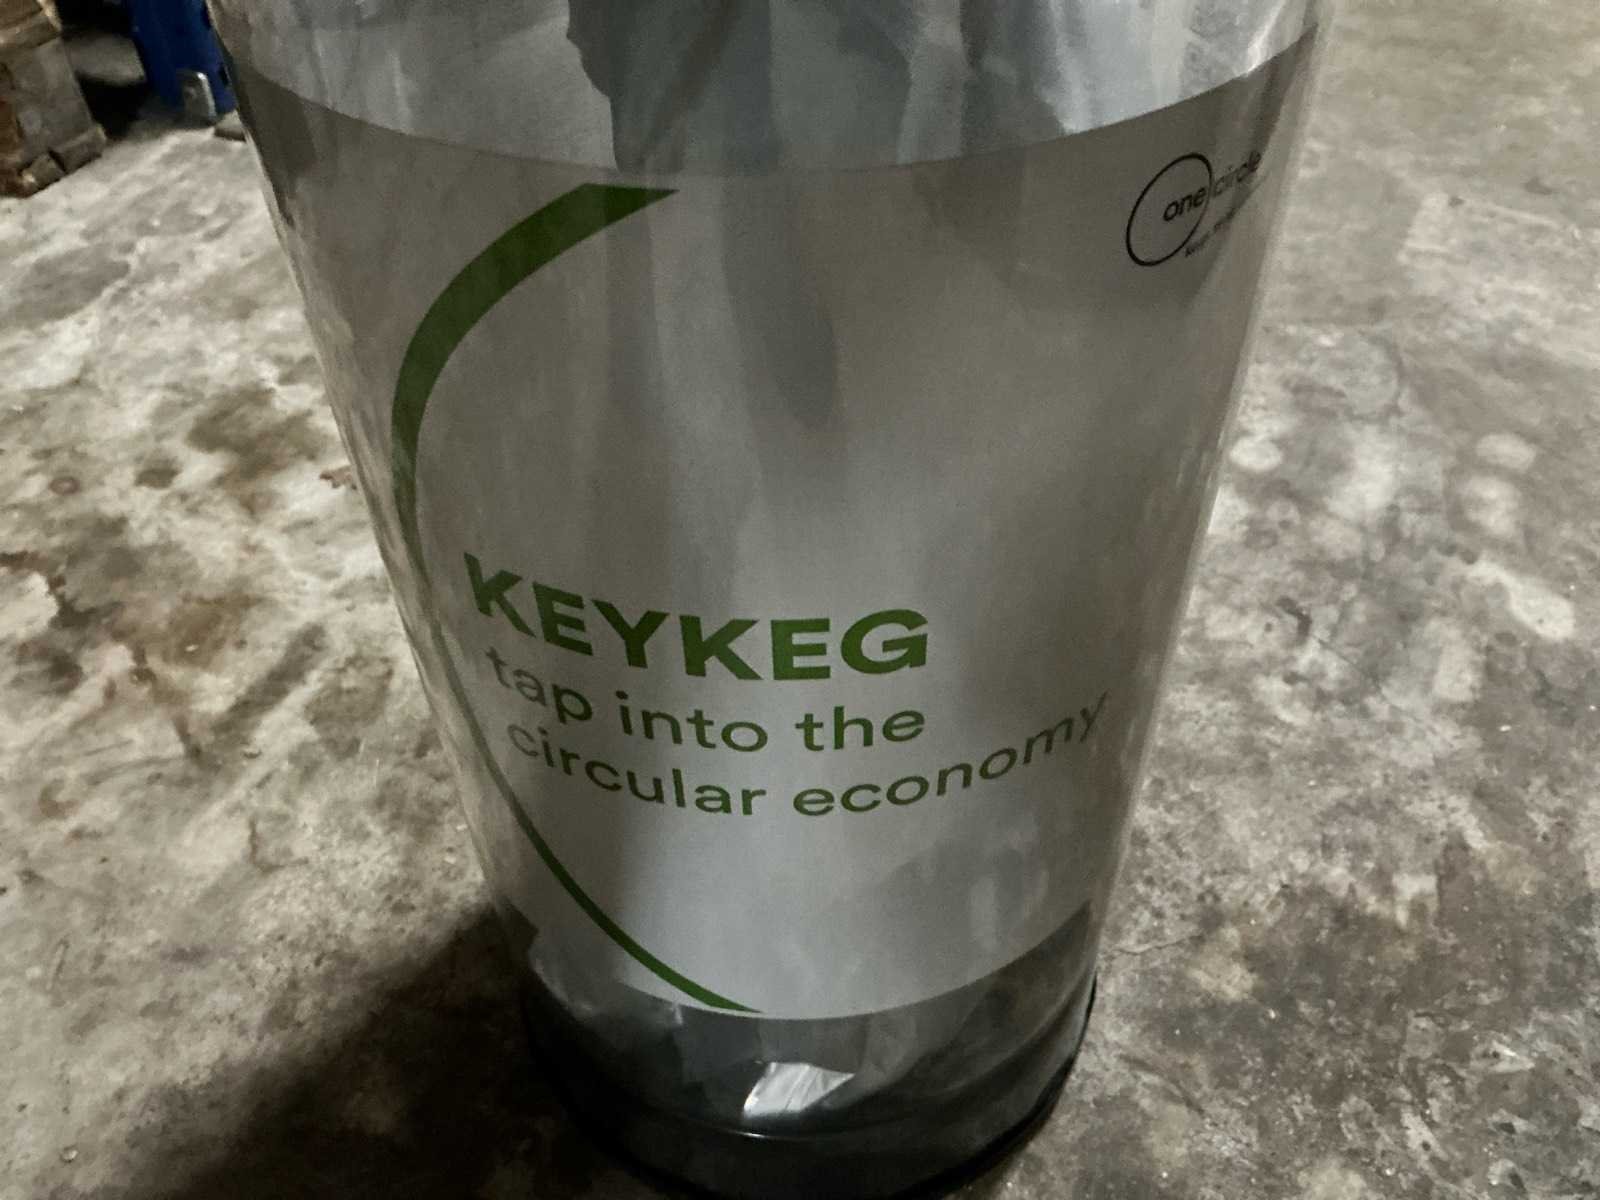 one circle
KEYKEG
tap into the
circular economy